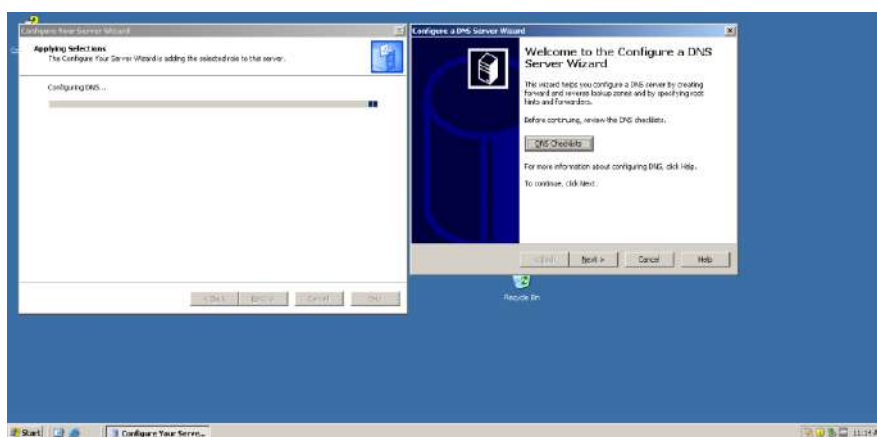 Configure Your Server Wizard
Applying Selections
The Configure Your Server Wizard is adding the selected role to this server.
Configuring DNS...
< Back
Next >
Cancel
Help
Configure a DNS Server Wizard
Welcome to the Configure a DNS
Server Wizard
This wizard helps you configure a DNS server by creating
forward and reverse lookup zones and by specifying root
hints and forwarders.
Before continuing, review the DNS checklists.
DNS Checklists
For more information about configuring DNS, click Help.
To continue, click Next.
< Back
Next >
Cancel
Help
Recycle Bin
Start
Configure Your Serve...